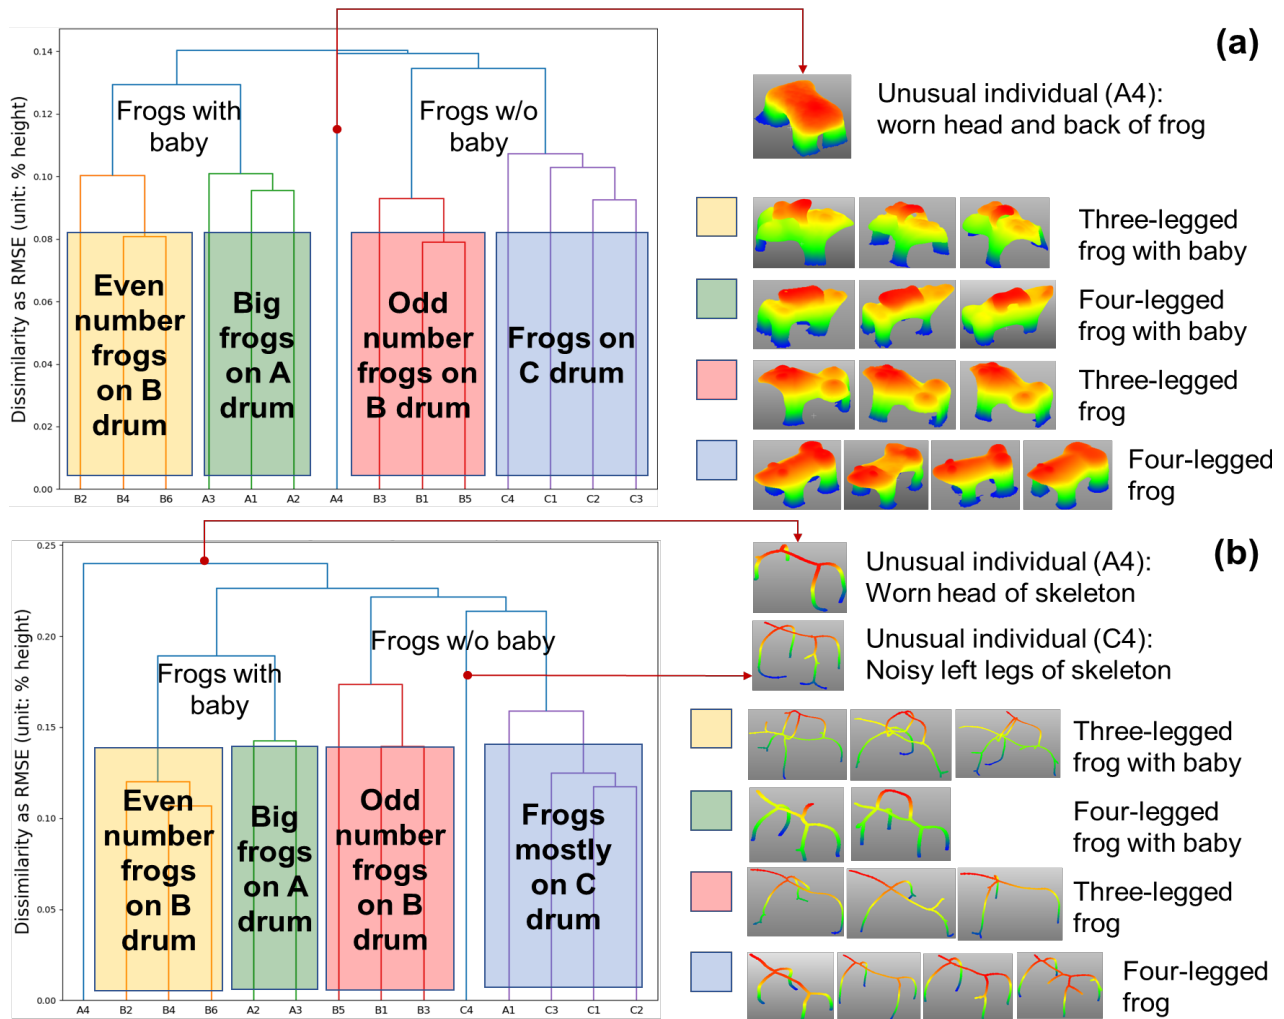 (a)
Dissimilarity as RMSE (unit: % height)
0.14
0.12
0.10
0.08
0.06
0.04
0.02
0.00
Frogs with
baby
Frogs w/o
baby
Even
number
frogs
on B
drum
Big
frogs
on A
drum
Odd
number
frogs on
B drum
Frogs on
C drum
B2 B4 B6 A3 A1 A2 A4 B3 B1 B5 C4 C1 C2 C3
Unusual individual (A4):
worn head and back of frog
Three-legged
frog with baby
Four-legged
frog with baby
Three-legged
frog
Four-legged
frog
(b)
Dissimilarity as RMSE (unit: % height)
0.25
0.20
0.15
0.10
0.05
0.00
Frogs with
baby
Frogs w/o baby
Even
number
frogs
on B
drum
Big
frogs
on A
drum
Odd
number
frogs
on B
drum
Frogs
mostly
on C
drum
A4 B2 B4 B6 A2 A3 B5 B1 B3 C4 A1 C3 C1 C2
Unusual individual (A4):
Worn head of skeleton
Unusual individual (C4):
Noisy left legs of skeleton
Three-legged
frog with baby
Four-legged
frog with baby
Three-legged
frog
Four-legged
frog